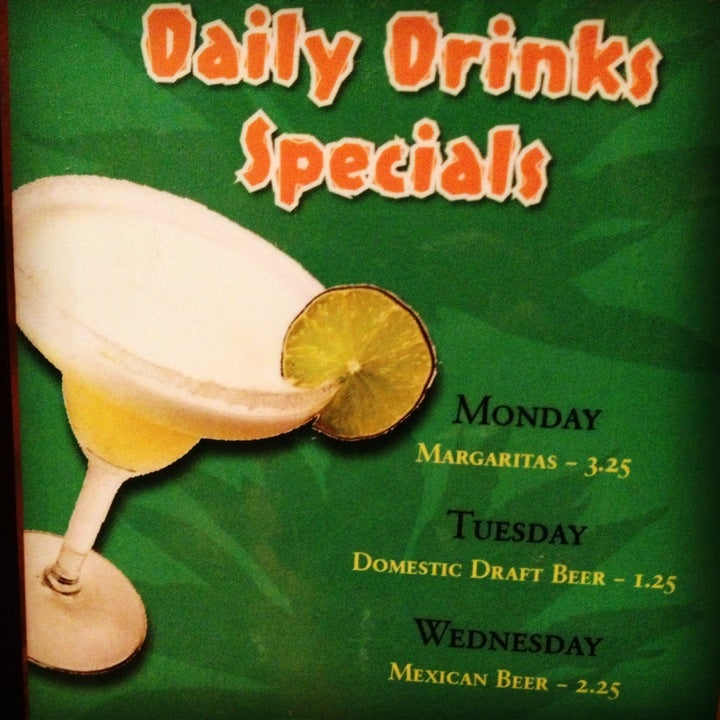 Daily Drinks
Specials
Monday
Margaritas – 3.25
Tuesday
Domestic Draft Beer – 1.25
Wednesday
Mexican Beer – 2.25